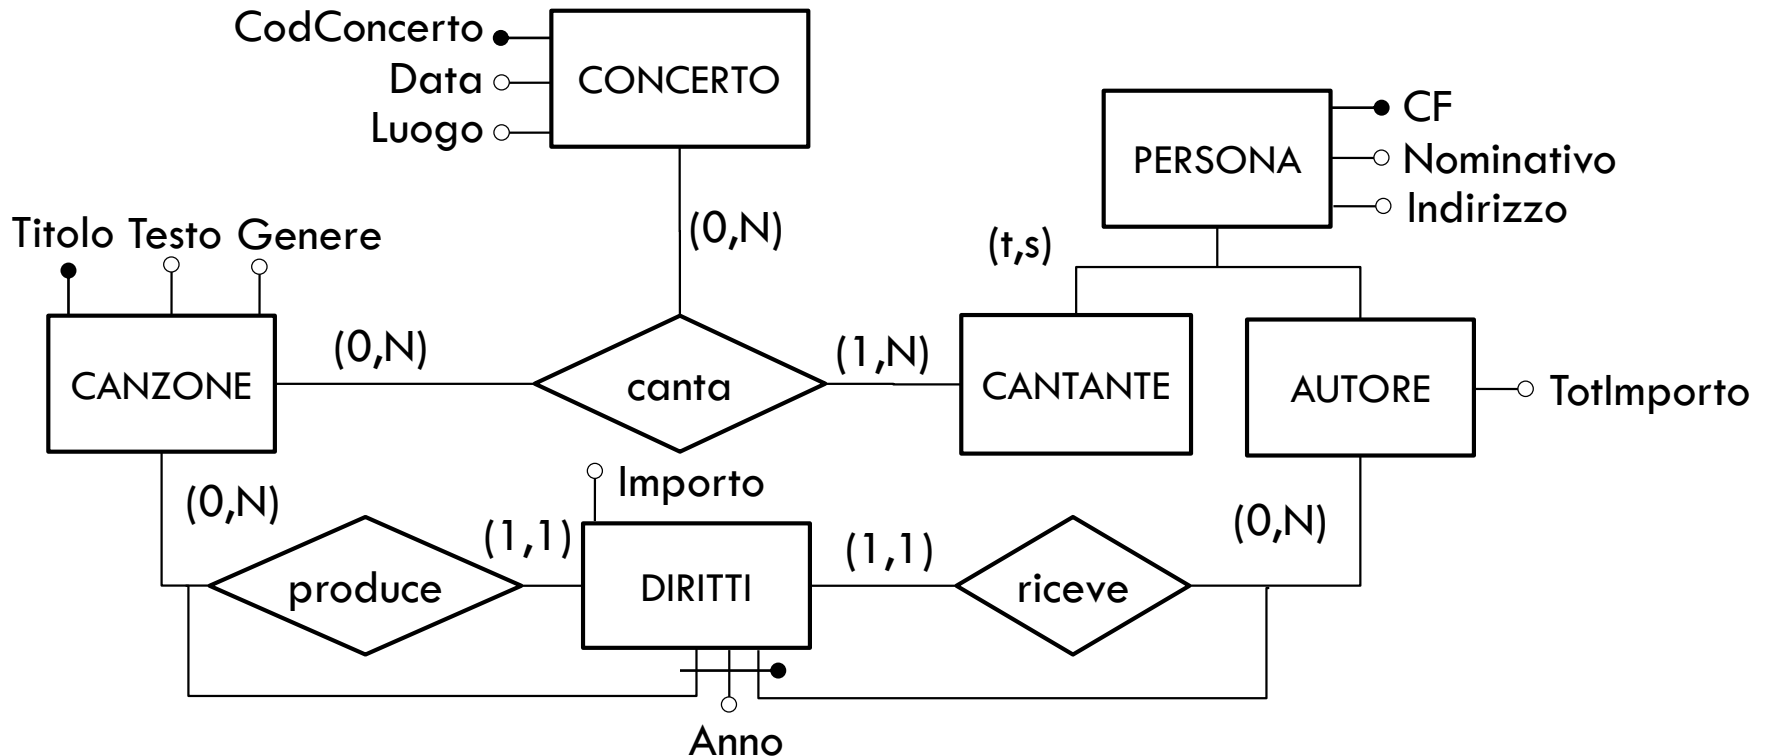 CodConcerto
Data
Luogo
CONCERTO
PERSONA
CF
Nominativo
Indirizzo
(0,N)
(t,s)
Titolo Testo Genere
CANZONE
(0,N)
canta
(1,N)
CANTANTE
AUTORE
TotImporto
Importo
(0,N)
produce
(1,1)
DIRITTI
(1,1)
riceve
(0,N)
Anno